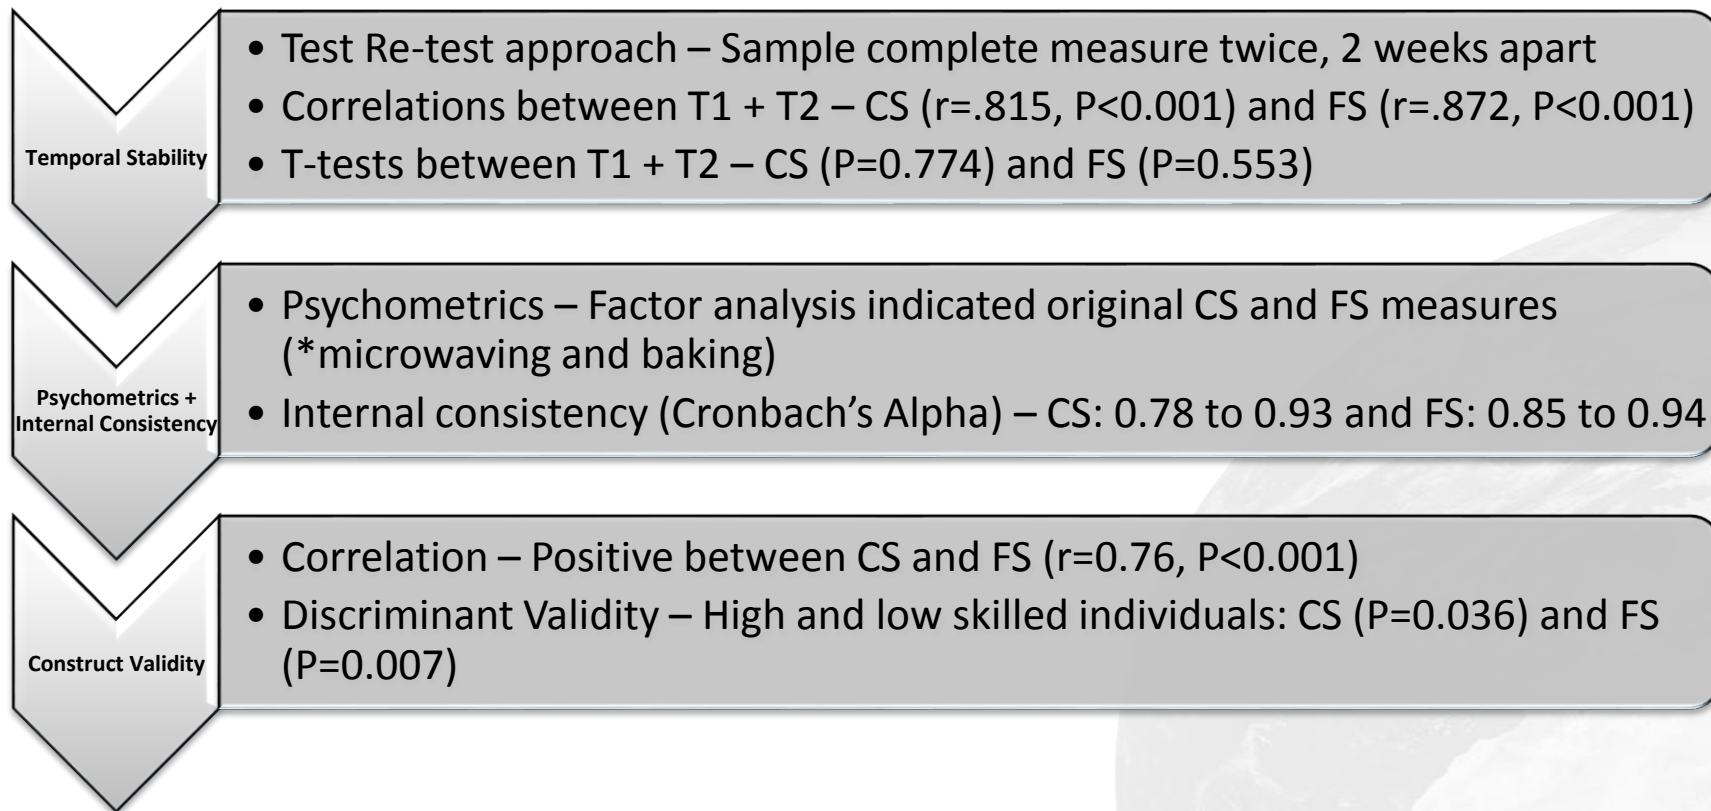 Temporal Stability
• Test Re-test approach – Sample complete measure twice, 2 weeks apart
• Correlations between T1 + T2 – CS (r=.815, P<0.001) and FS (r=.872, P<0.001)
• T-tests between T1 + T2 – CS (P=0.774) and FS (P=0.553)
Psychometrics +
Internal Consistency
• Psychometrics – Factor analysis indicated original CS and FS measures
(*microwaving and baking)
• Internal consistency (Cronbach’s Alpha) – CS: 0.78 to 0.93 and FS: 0.85 to 0.94
Construct Validity
• Correlation – Positive between CS and FS (r=0.76, P<0.001)
• Discriminant Validity – High and low skilled individuals: CS (P=0.036) and FS
(P=0.007)